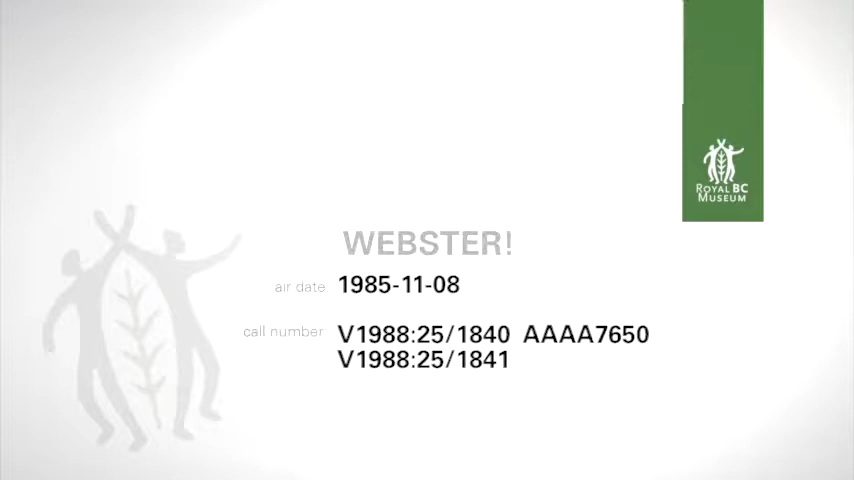 ROYAL BC
MUSEUM
WEBSTER!
air date 1985-11-08
call number V1988:25/1840 AAAA7650
V1988:25/1841